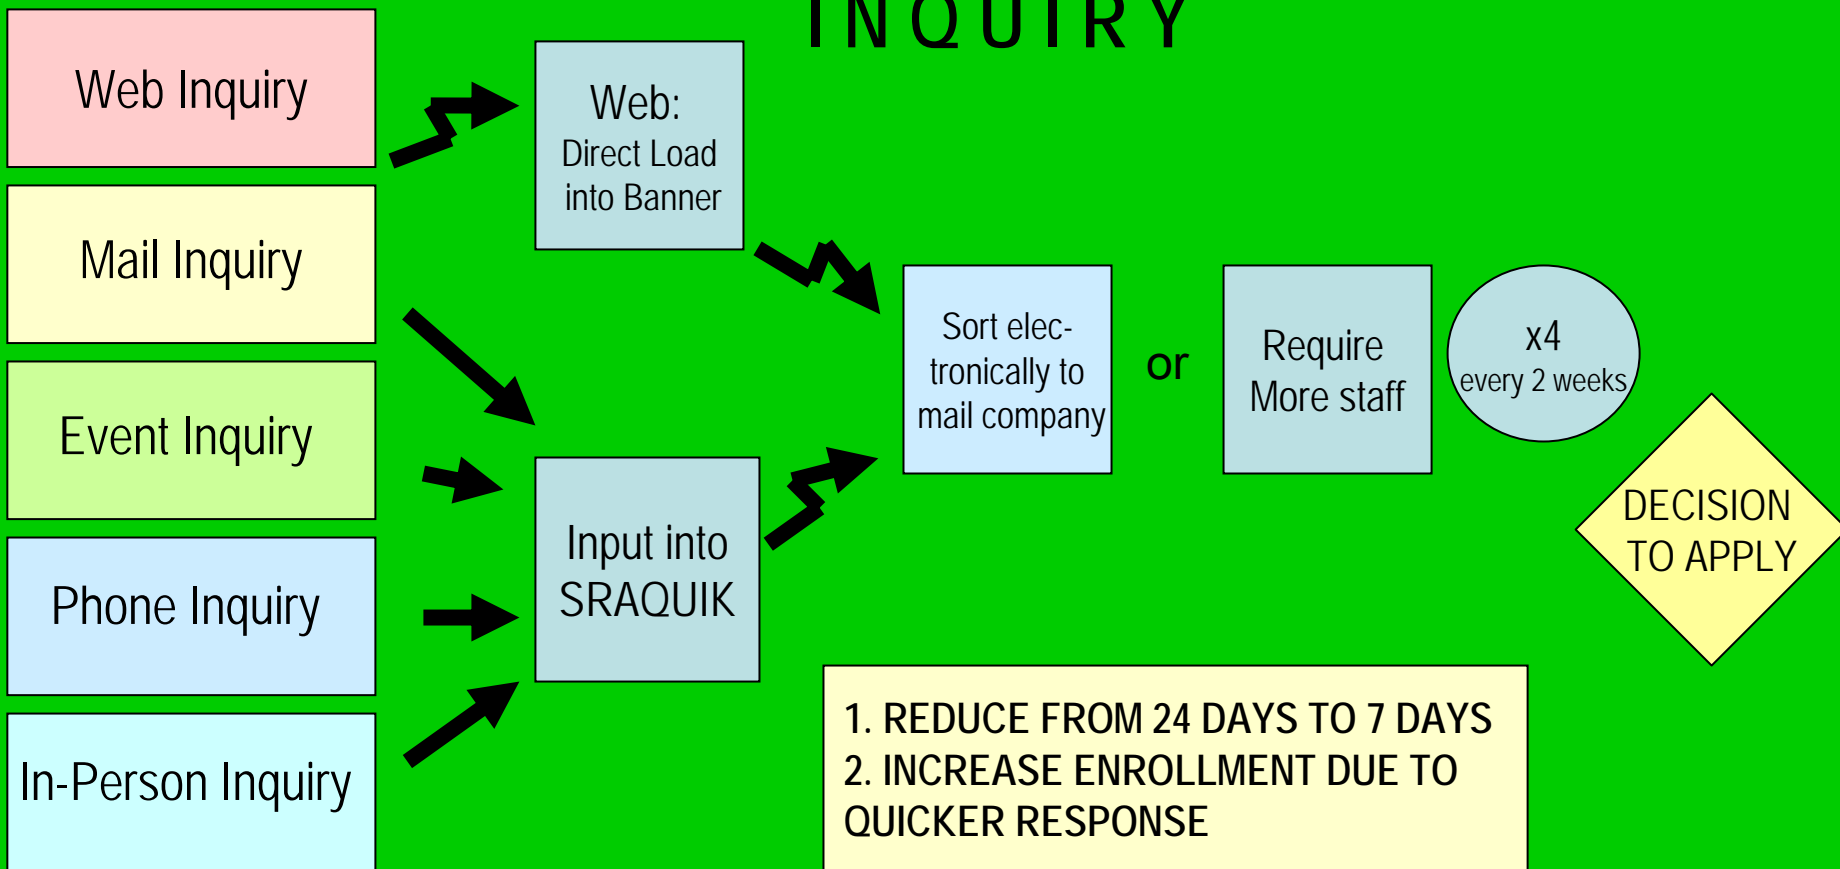 INQUIRY
Web Inquiry
Mail Inquiry
Event Inquiry
Phone Inquiry
In-Person Inquiry
Web:
Direct Load
into Banner
Input into
SRAQUIK
Sort elec-
tronically to
mail company
or
Require
More staff
x4
every 2 weeks
DECISION
TO APPLY
1. REDUCE FROM 24 DAYS TO 7 DAYS
2. INCREASE ENROLLMENT DUE TO
QUICKER RESPONSE